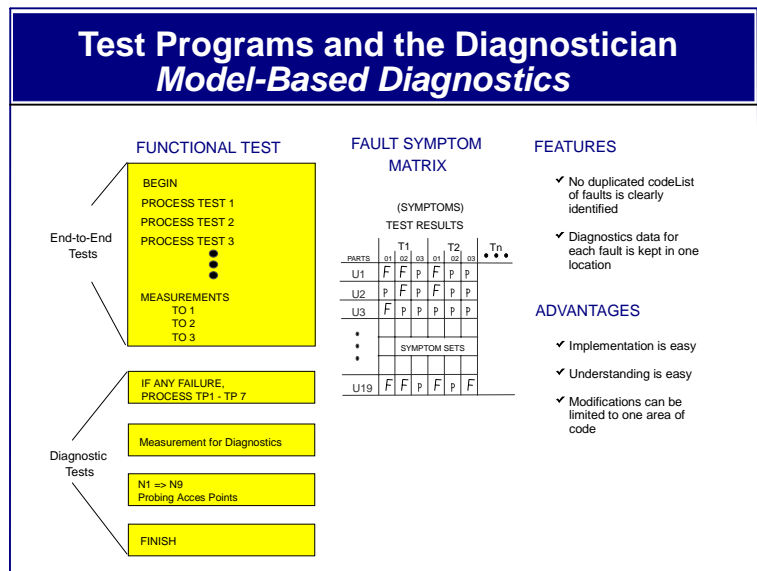 Test Programs and the Diagnostician
Model-Based Diagnostics
FUNCTIONAL TEST
End-to-End
Tests
BEGIN
PROCESS TEST 1
PROCESS TEST 2
PROCESS TEST 3
MEASUREMENTS
TO 1
TO 2
TO 3
Diagnostic
Tests
IF ANY FAILURE,
PROCESS TP1 - TP 7
Measurement for Diagnostics
N1 => N9
Probing Acces Points
FINISH
FAULT SYMPTOM
MATRIX
(SYMPTOMS)
TEST RESULTS
T1 T2 Tn
PARTS 01 02 03 01 02 03
U1 F F P F P P
U2 P F P F P P
U3 F P P P P P
SYMPTOM SETS
U19 F F P F P F
FEATURES
✓ No duplicated codeList
of faults is clearly
identified
✓ Diagnostics data for
each fault is kept in one
location
ADVANTAGES
✓ Implementation is easy
✓ Understanding is easy
✓ Modifications can be
limited to one area of
code